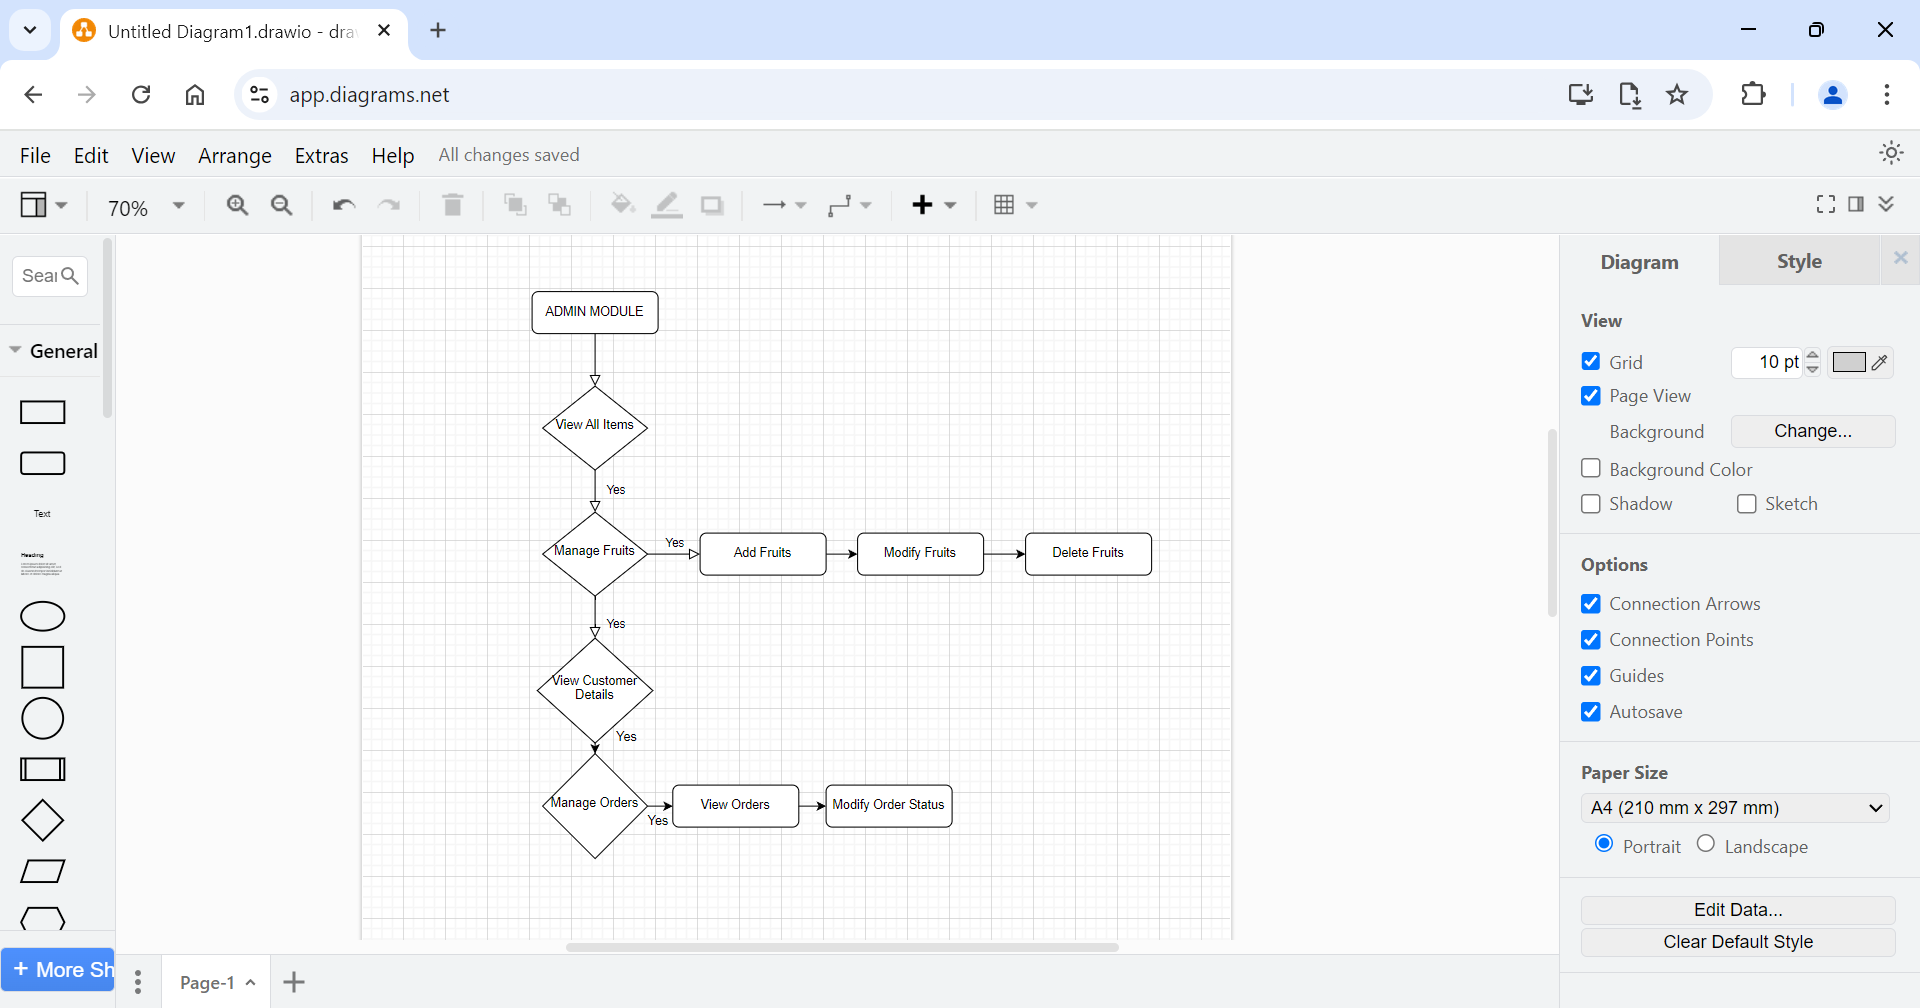 Untitled Diagram1.drawio - dra
app.diagrams.net
File Edit View Arrange Extras Help All changes saved
70%
Sear
General
Text
Heading
+ More Sh
ADMIN MODULE
View All Items
Yes
Manage Fruits
Yes
Add Fruits
Modify Fruits
Delete Fruits
Yes
View Customer
Details
Yes
Manage Orders
Yes
View Orders
Modify Order Status
Page-1
Diagram
Style
View
Grid
10 pt
Page View
Background
Change...
Background Color
Shadow
Sketch
Options
Connection Arrows
Connection Points
Guides
Autosave
Paper Size
A4 (210 mm x 297 mm)
Portrait
Landscape
Edit Data...
Clear Default Style